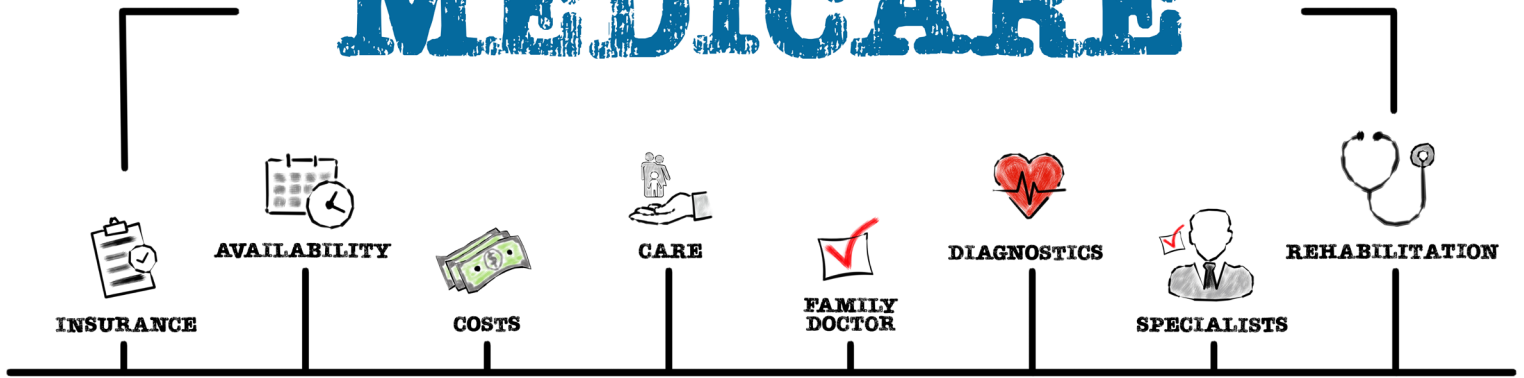 MEDICARE
INSURANCE
AVAILABILITY
COSTS
CARE
FAMILY
DOCTOR
DIAGNOSTICS
SPECIALISTS
REHABILITATION